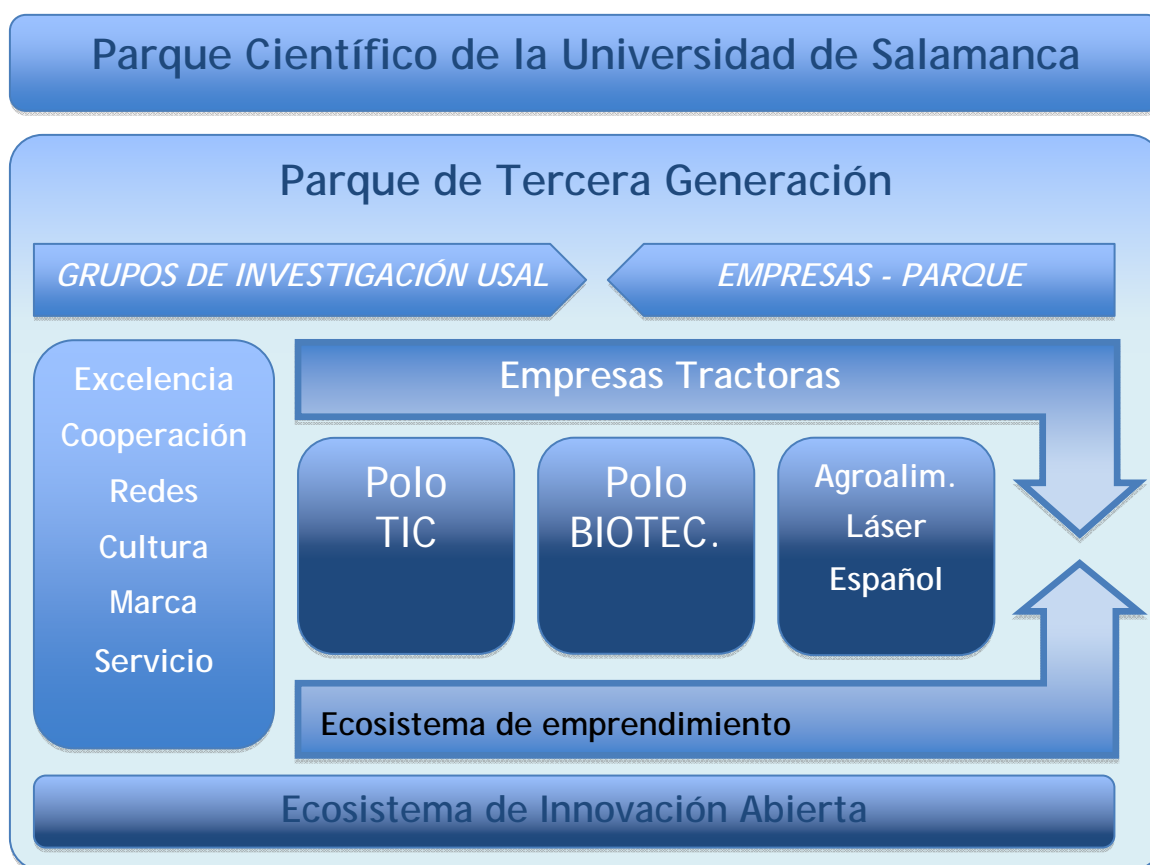 Parque Científico de la Universidad de Salamanca
Parque de Tercera Generación
GRUPOS DE INVESTIGACIÓN USAL
EMPRESAS - PARQUE
Excelencia
Cooperación
Redes
Cultura
Marca
Servicio
Empresas Tractoras
Polo
TIC
Polo
BIOTEC.
Agroalim.
Láser
Español
Ecosistema de emprendimiento
Ecosistema de Innovación Abierta